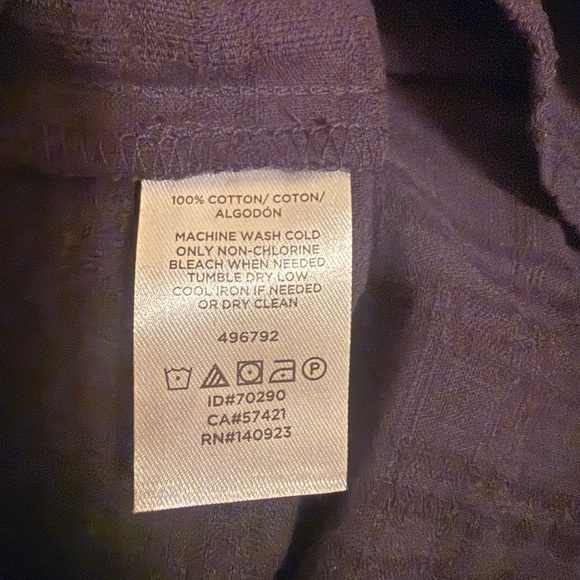 100% COTTON/ COTON/
ALGODÓN
MACHINE WASH COLD
ONLY NON-CHLORINE
BLEACH WHEN NEEDED
TUMBLE DRY LOW
COOL IRON IF NEEDED
OR DRY CLEAN
496792
P
ID#70290
CA#57421
RN#140923